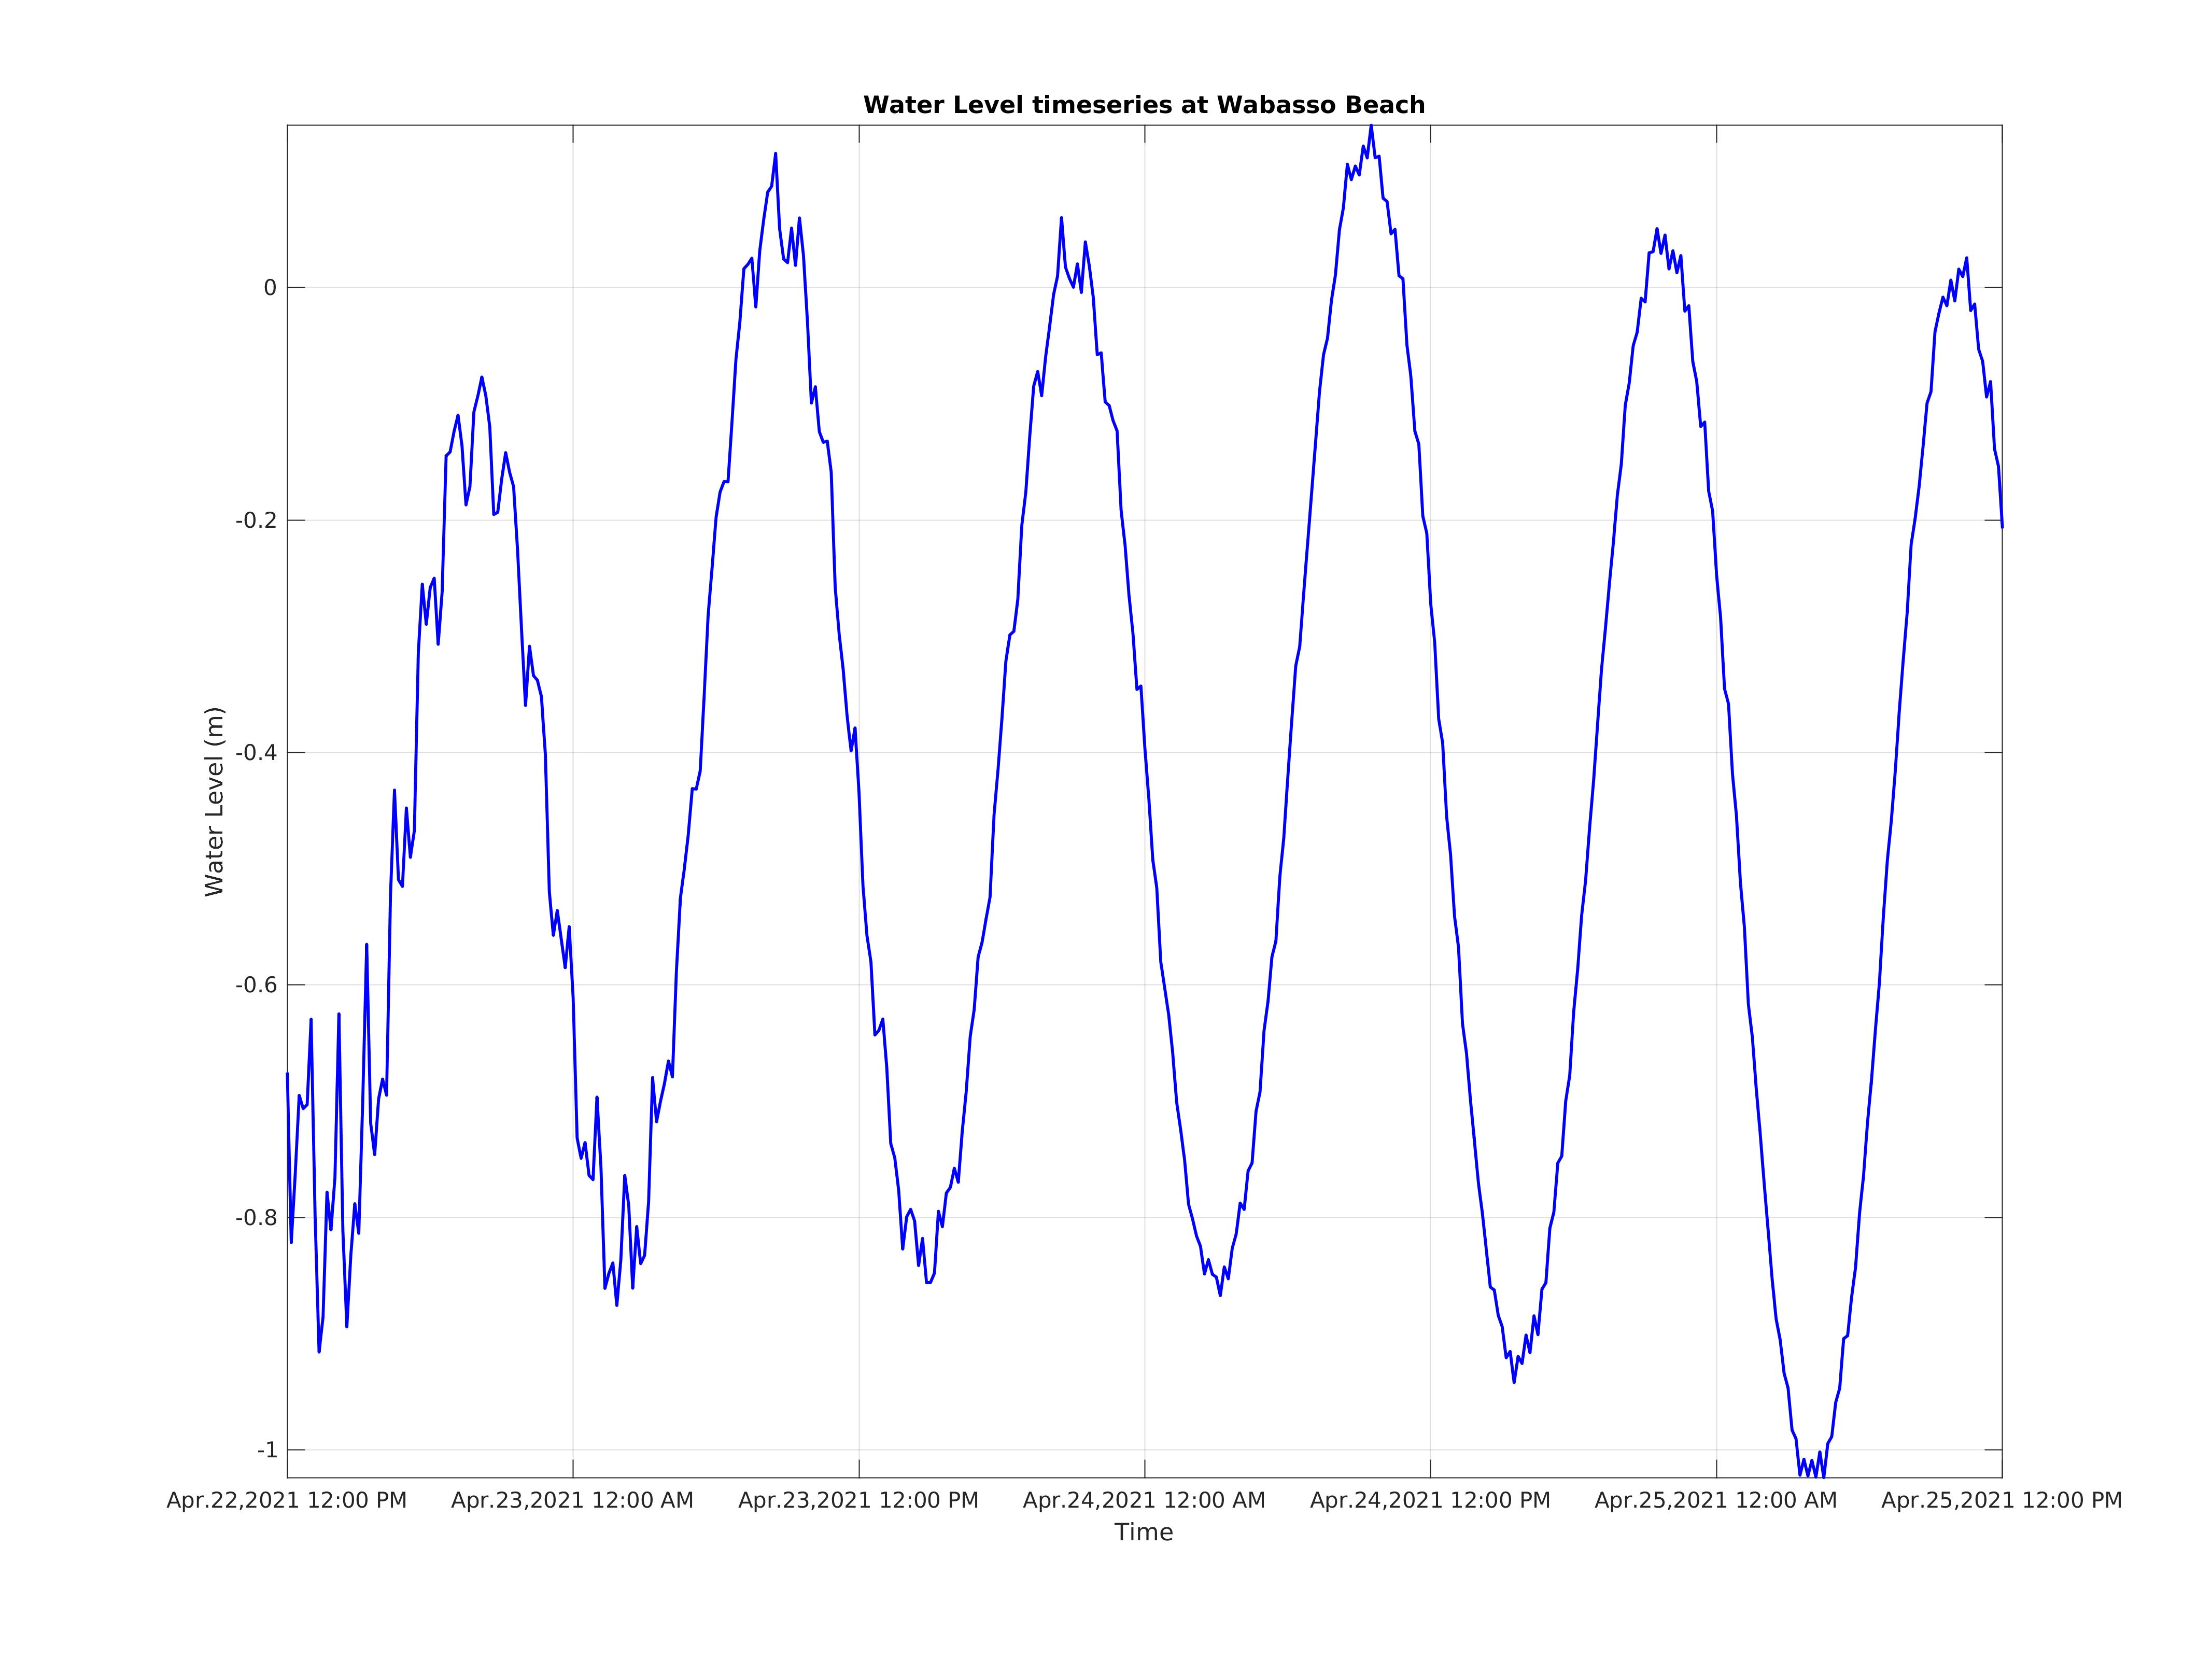 Water Level timeseries at Wabasso Beach
0
-0.2
-0.4
-0.6
-0.8
-1
Water Level (m)
Apr.22,2021 12:00 PM Apr.23,2021 12:00 AM Apr.23,2021 12:00 PM Apr.24,2021 12:00 AM Apr.24,2021 12:00 PM Apr.25,2021 12:00 AM Apr.25,2021 12:00 PM
Time